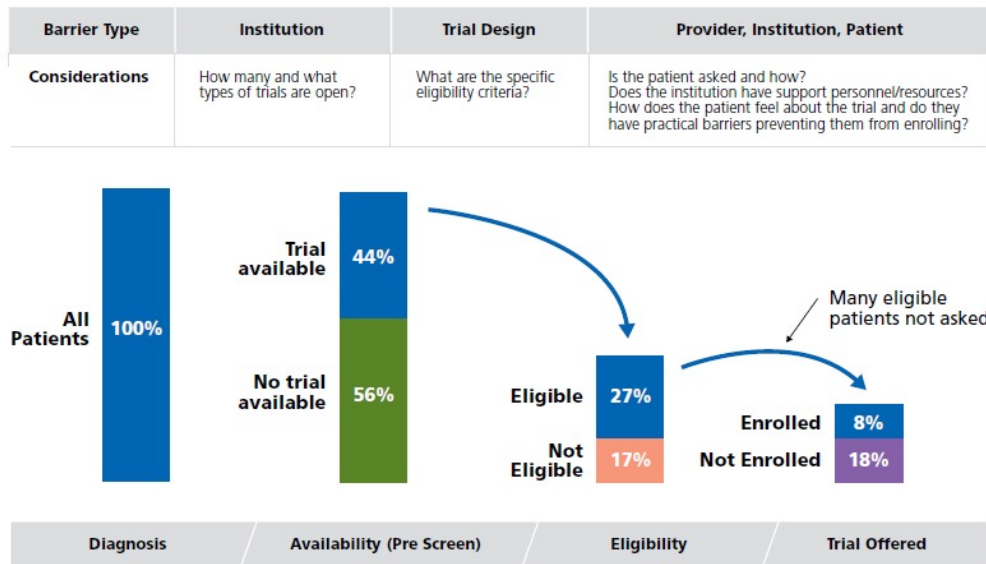 Barrier Type
Institution
Trial Design
Provider, Institution, Patient
Considerations
How many and what
types of trials are open?
What are the specific
eligibility criteria?
Is the patient asked and how?
Does the institution have support personnel/resources?
How does the patient feel about the trial and do they
have practical barriers preventing them from enrolling?
All
Patients
100%
Trial
available
44%
No trial
available
56%
Eligible
27%
Not
Eligible
17%
Many eligible
patients not asked
Enrolled
8%
Not Enrolled
18%
Diagnosis
Availability (Pre Screen)
Eligibility
Trial Offered